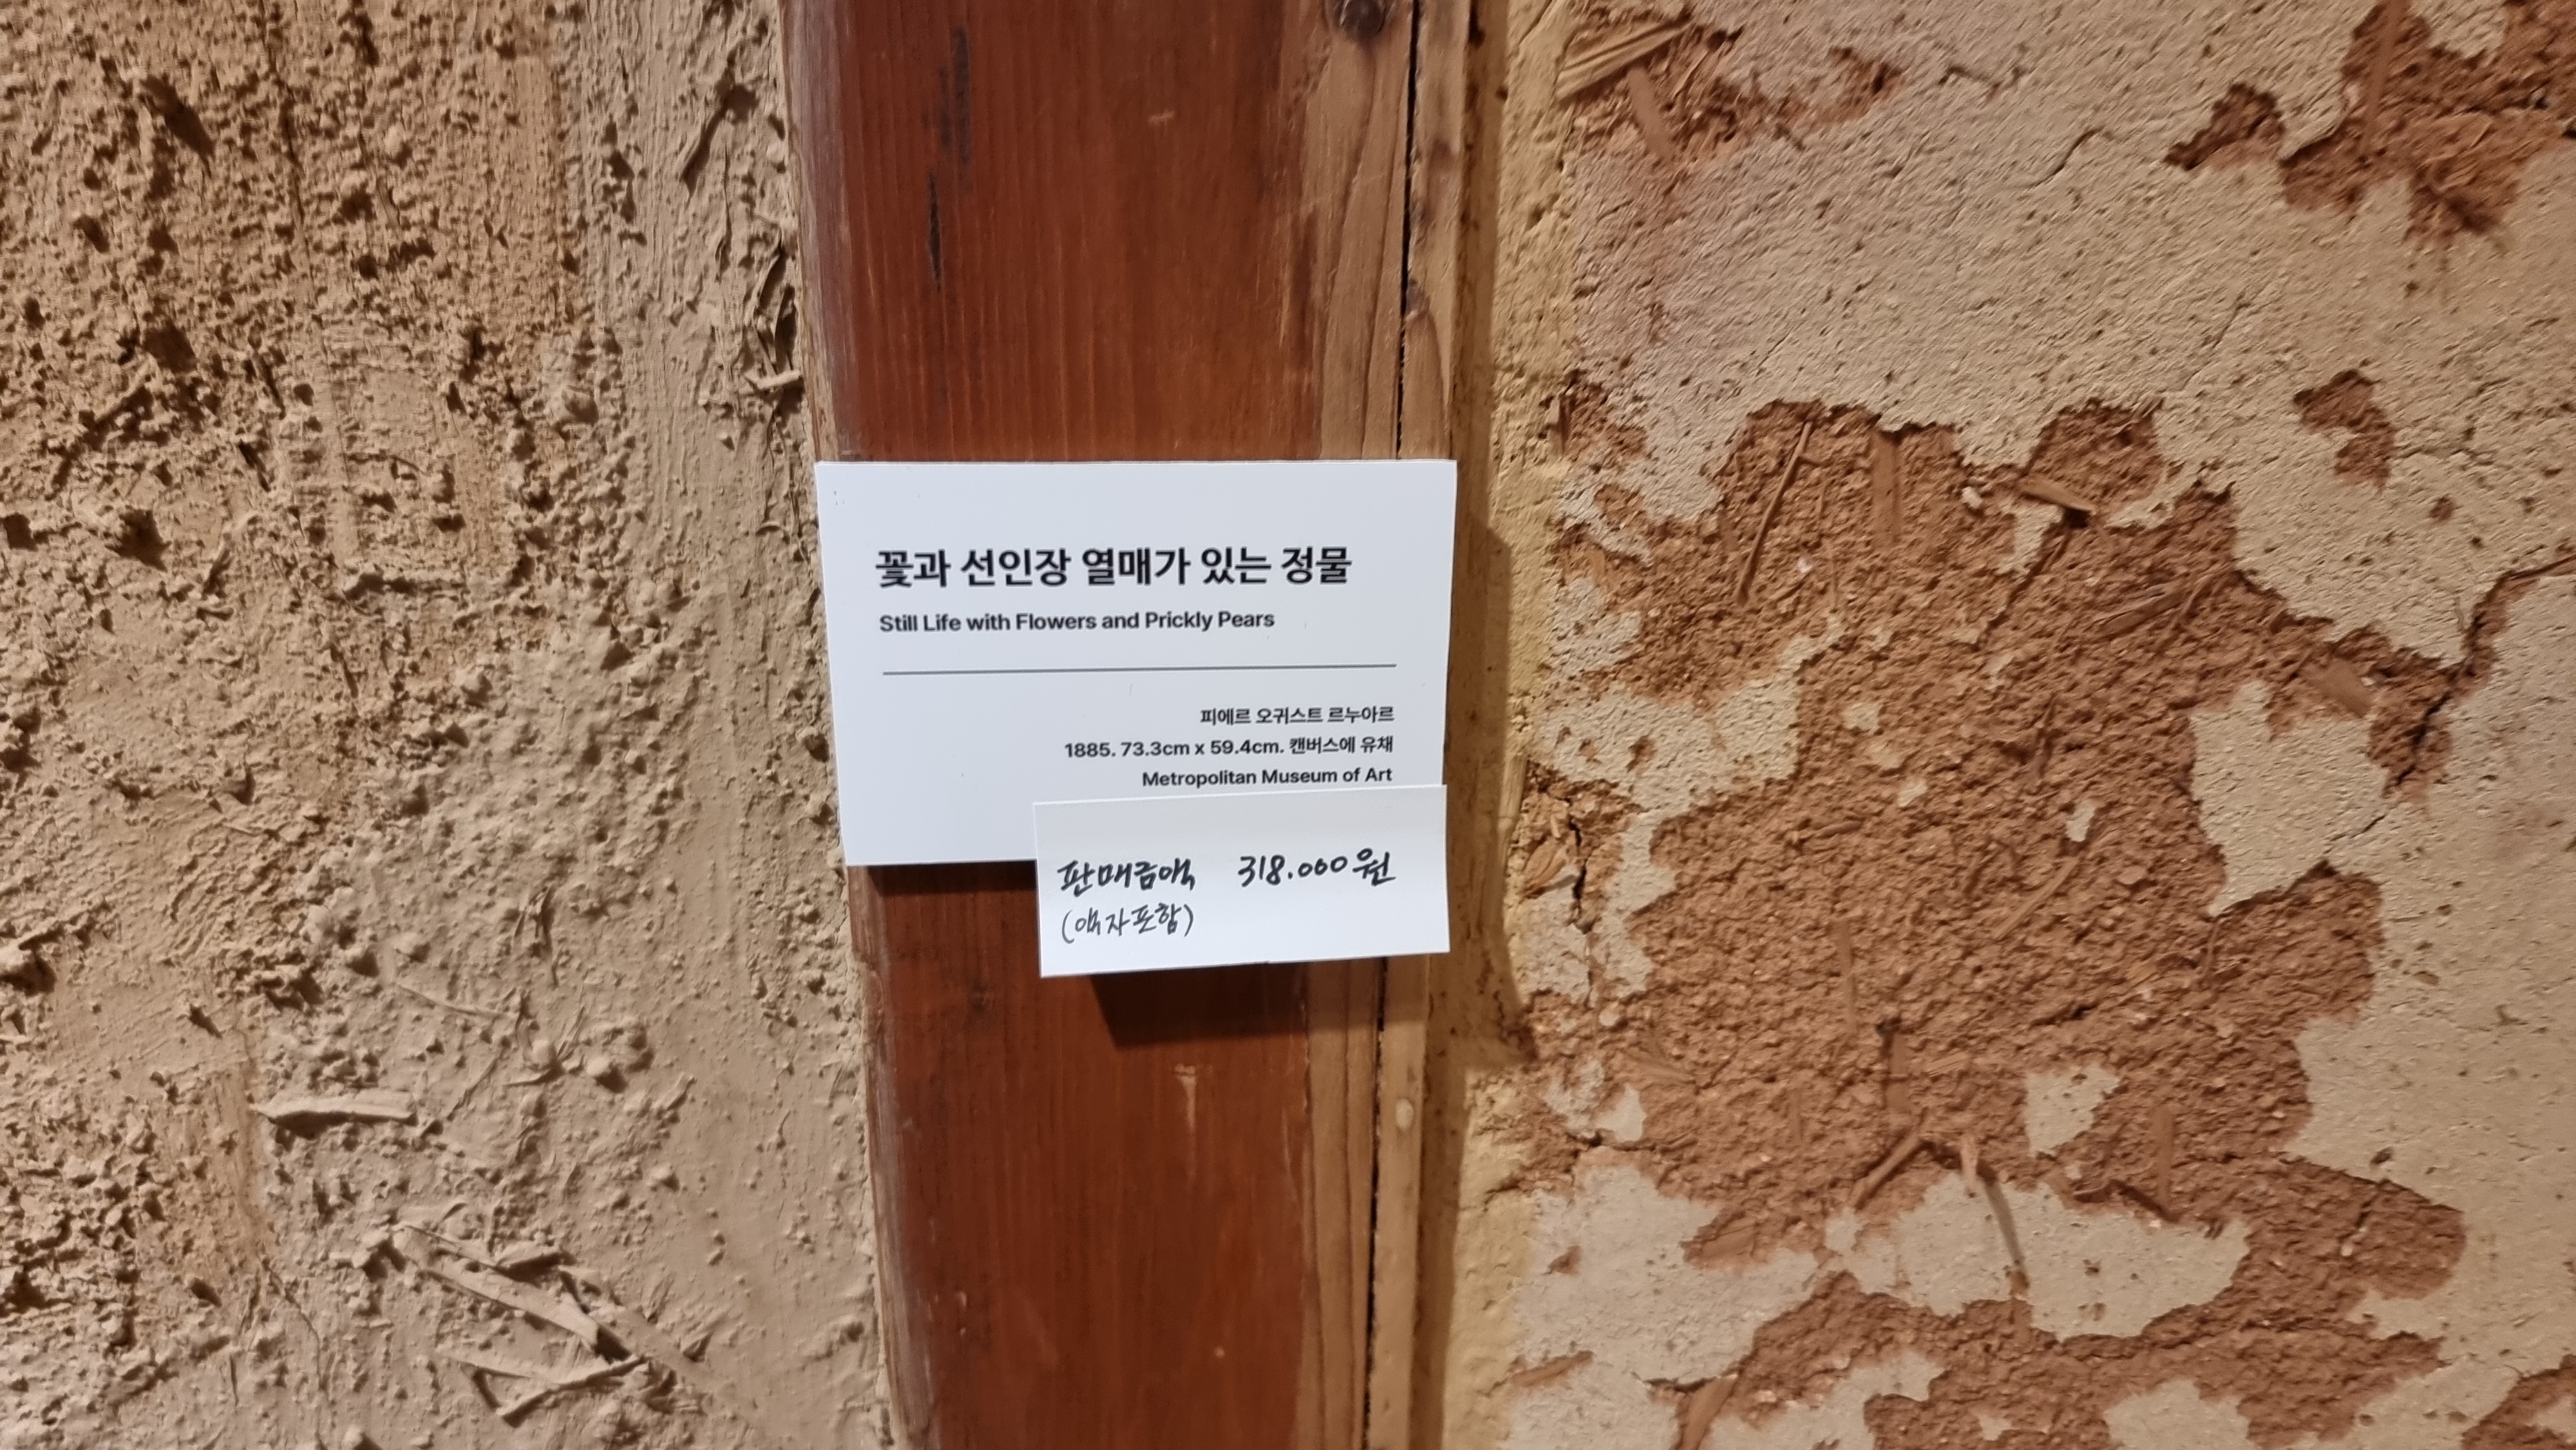 꽃과 선인장 열매가 있는 정물
Still Life with Flowers and Prickly Pears
피에르 오귀스트 르누아르
1885. 73.3cm x 59.4cm. 캔버스에 유채
Metropolitan Museum of Art
판매금액 318.000원
(액자포함)